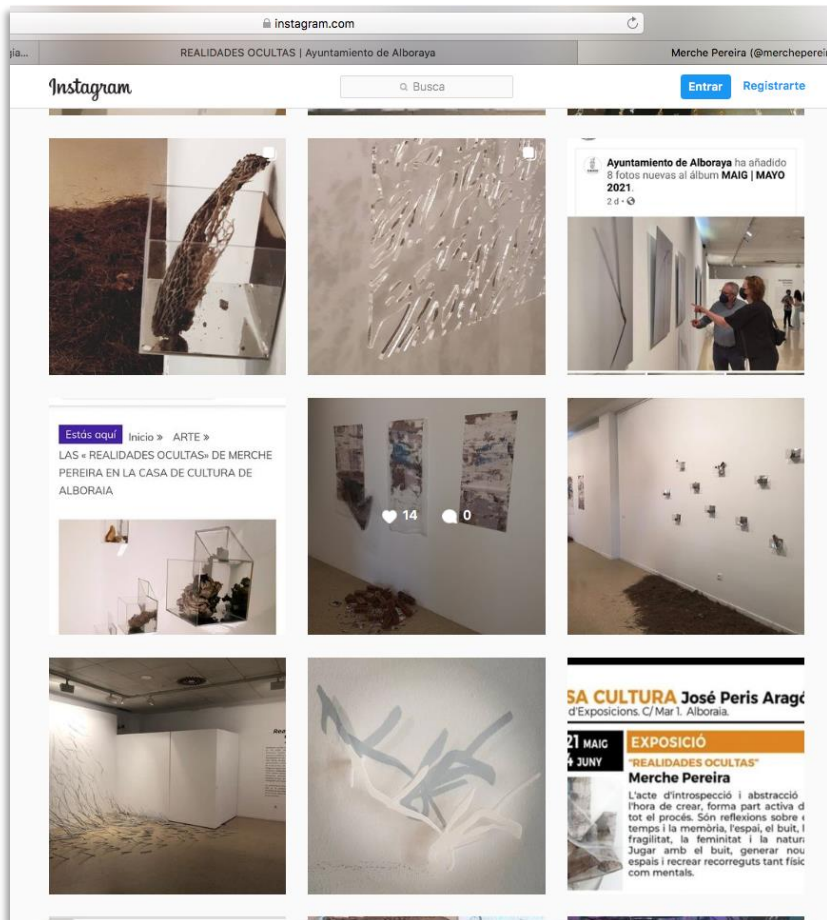 instagram.com
gia...
REALIDADES OCULTAS | Ayuntamiento de Alboraya
Merche Pereira (@merchepereir
Instagram
Busca
Entrar
Registrarte
Ayuntamiento de Alboraya ha añadido
8 fotos nuevas al álbum MAIG | MAYO
2021.
2 d
Estás aquí Inicio » ARTE »
LAS « REALIDADES OCULTAS» DE MERCHE
PEREIRA EN LA CASA DE CULTURA DE
ALBORAIA
14 0
SA CULTURA José Peris Aragó
d'Exposicions. C/ Mar 1. Alboraia.
21 MAIG
4 JUNY
EXPOSICIÓ
"REALIDADES OCULTAS"
Merche Pereira
L'acte d'introspecció i abstracció
l'hora de crear, forma part activa d
tot el procés. Són reflexions sobre e
temps i la memòria, l'espai, el buit, l
fragilitat, la feminitat i la natura
Jugar amb el buit, generar nou
espais i recrear recorreguts tant físic
com mentals.